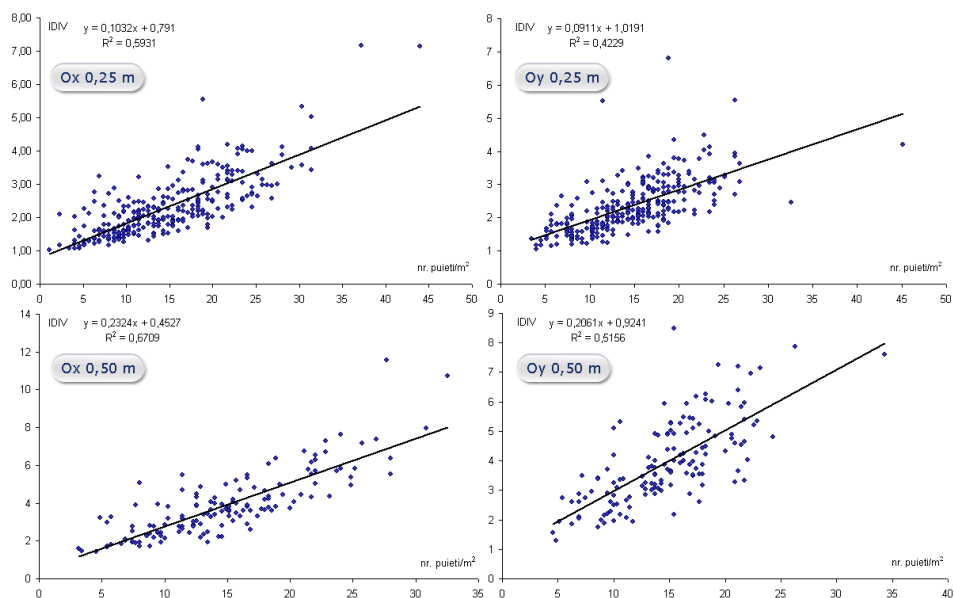 IDIV y = 0,1032x + 0,791
R² = 0,5931
Ox 0,25 m
8,00
7,00
6,00
5,00
4,00
3,00
2,00
1,00
0,00
nr. puieti/m²
0 5 10 15 20 25 30 35 40 45 50
IDIV y = 0,0911x + 1,0191
R² = 0,4229
Oy 0,25 m
8
7
6
5
4
3
2
1
0
nr. puieti/m²
0 5 10 15 20 25 30 35 40 45 50
IDIV y = 0,2324x + 0,4527
R² = 0,6709
Ox 0,50 m
14
12
10
8
6
4
2
0
nr. puieti/m²
0 5 10 15 20 25 30 35
IDIV y = 0,2061x + 0,9241
R² = 0,5156
Oy 0,50 m
9
8
7
6
5
4
3
2
1
0
nr. puieti/m²
0 5 10 15 20 25 30 35 40